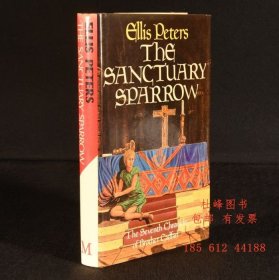 Ellis Peters
THE
SANCTUARY
SPARROW
The Seventh Chronicle
of Brother Cadfael
ELLIS PETERS
THE SANCTUARY SPARROW
M
杜峰图书
有发票
185 612 44188